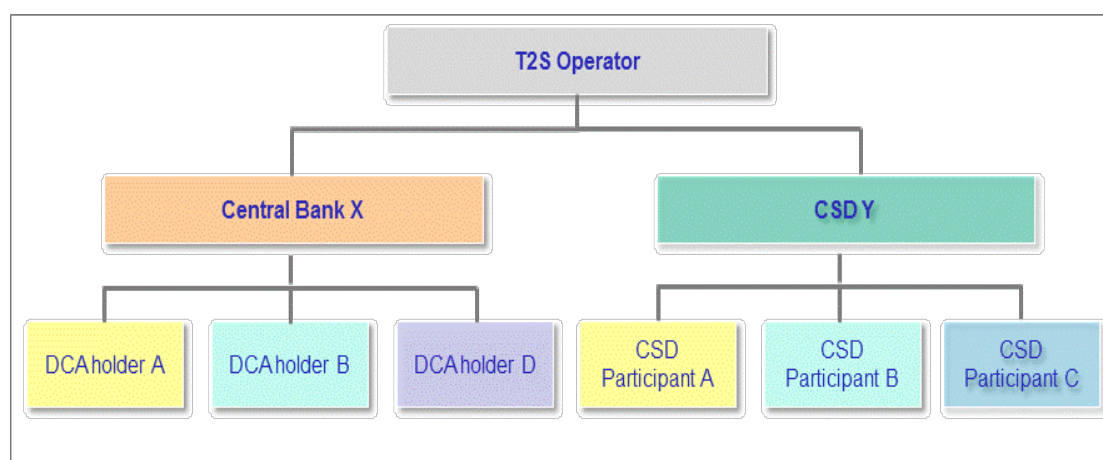 T2S Operator
Central Bank X
CSD Y
DCA holder A
DCA holder B
DCA holder D
CSD
Participant A
CSD
Participant B
CSD
Participant C